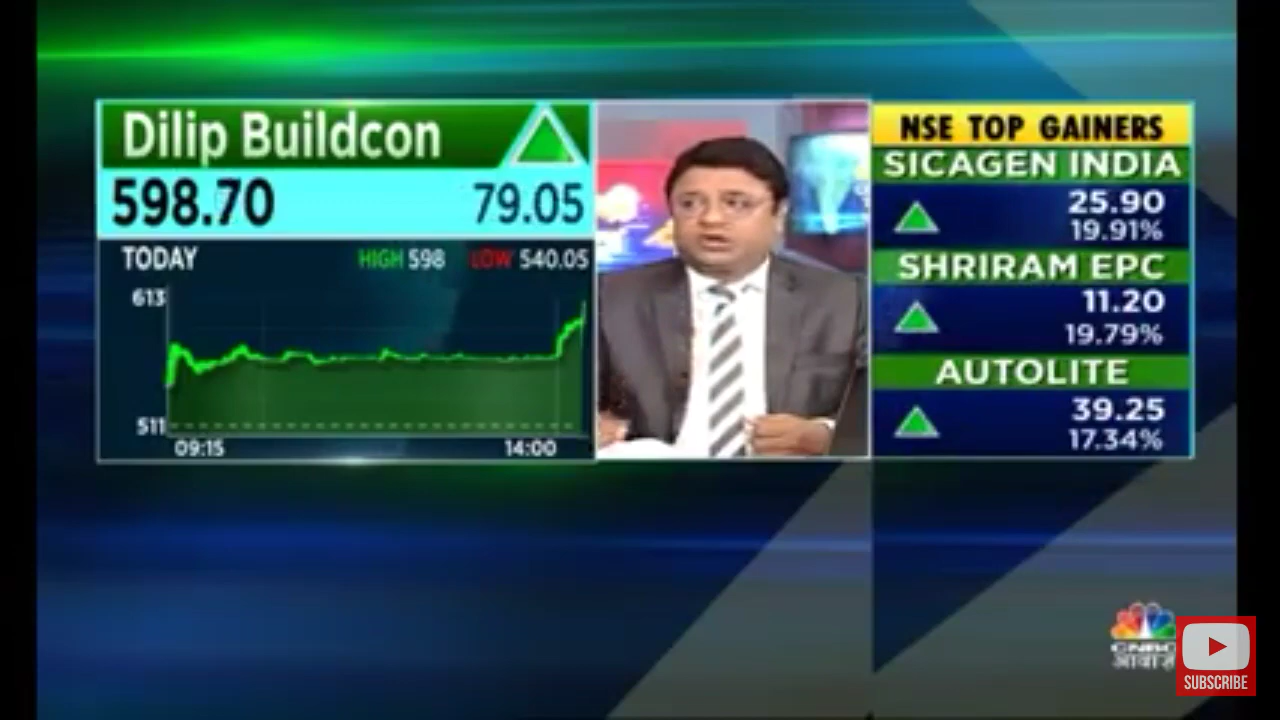 Dilip Buildcon
598.70 79.05
TODAY HIGH 598 LOW 540.05
613
511
09:15 14:00
NSE TOP GAINERS
SICAGEN INDIA
25.90
19.91%
SHRIRAM EPC
11.20
19.79%
AUTOLITE
39.25
17.34%
CNBC
आवाज़
SUBSCRIBE